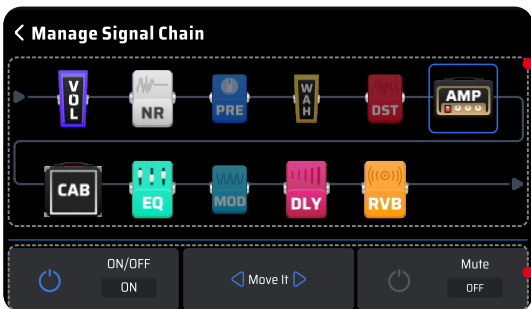 < Manage Signal Chain
VOL NR PRE WAH DST AMP
CAB EQ MOD DLY RVB
ON/OFF
ON
Move It
Mute
OFF